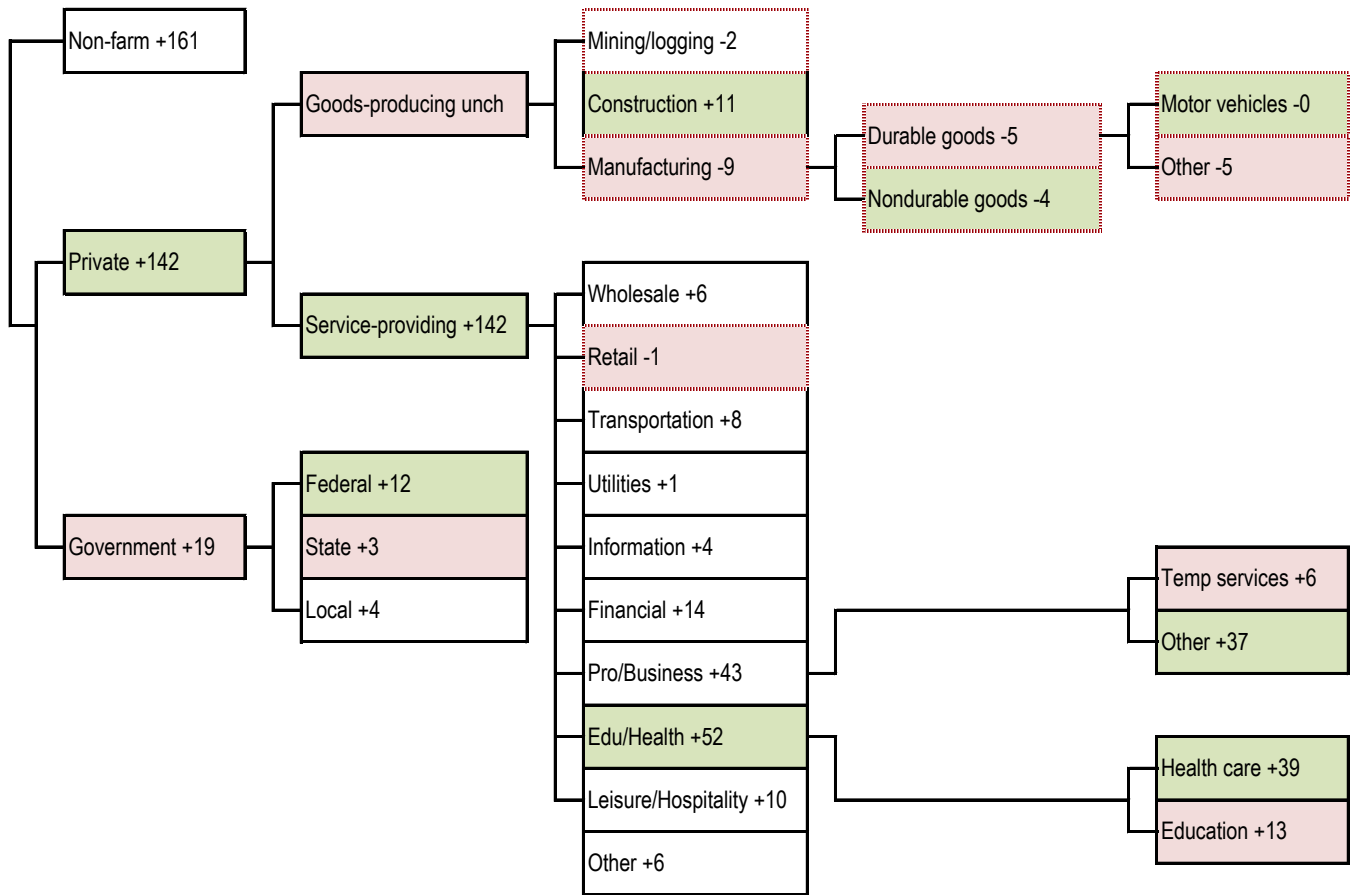 Non-farm +161
Private +142
Government +19
Goods-producing unch
Service-providing +142
Federal +12
State +3
Local +4
Mining/logging -2
Construction +11
Manufacturing -9
Wholesale +6
Retail -1
Transportation +8
Utilities +1
Information +4
Financial +14
Pro/Business +43
Edu/Health +52
Leisure/Hospitality +10
Other +6
Durable goods -5
Nondurable goods -4
Motor vehicles -0
Other -5
Temp services +6
Other +37
Health care +39
Education +13